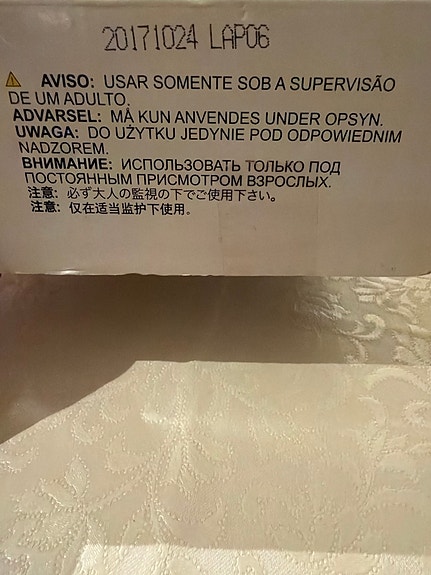 20171024 LAP06
AVISO: USAR SOMENTE SOB A SUPERVISÃO
DE UM ADULTO.
ADVARSEL: MÅ KUN ANVENDES UNDER OPSYN.
UWAGA: DO UŻYTKU JEDYNIE POD ODPOWIEDNIM
NADZOREM.
ВНИМАНИЕ: ИСПОЛЬЗОВАТЬ ТОЛЬКО ПОД
ПОСТОЯННЫМ ПРИСМОТРОМ ВЗРОСЛЫХ.
注意: 必ず大人の監視の下でご使用下さい。
注意: 仅在适当监护下使用。